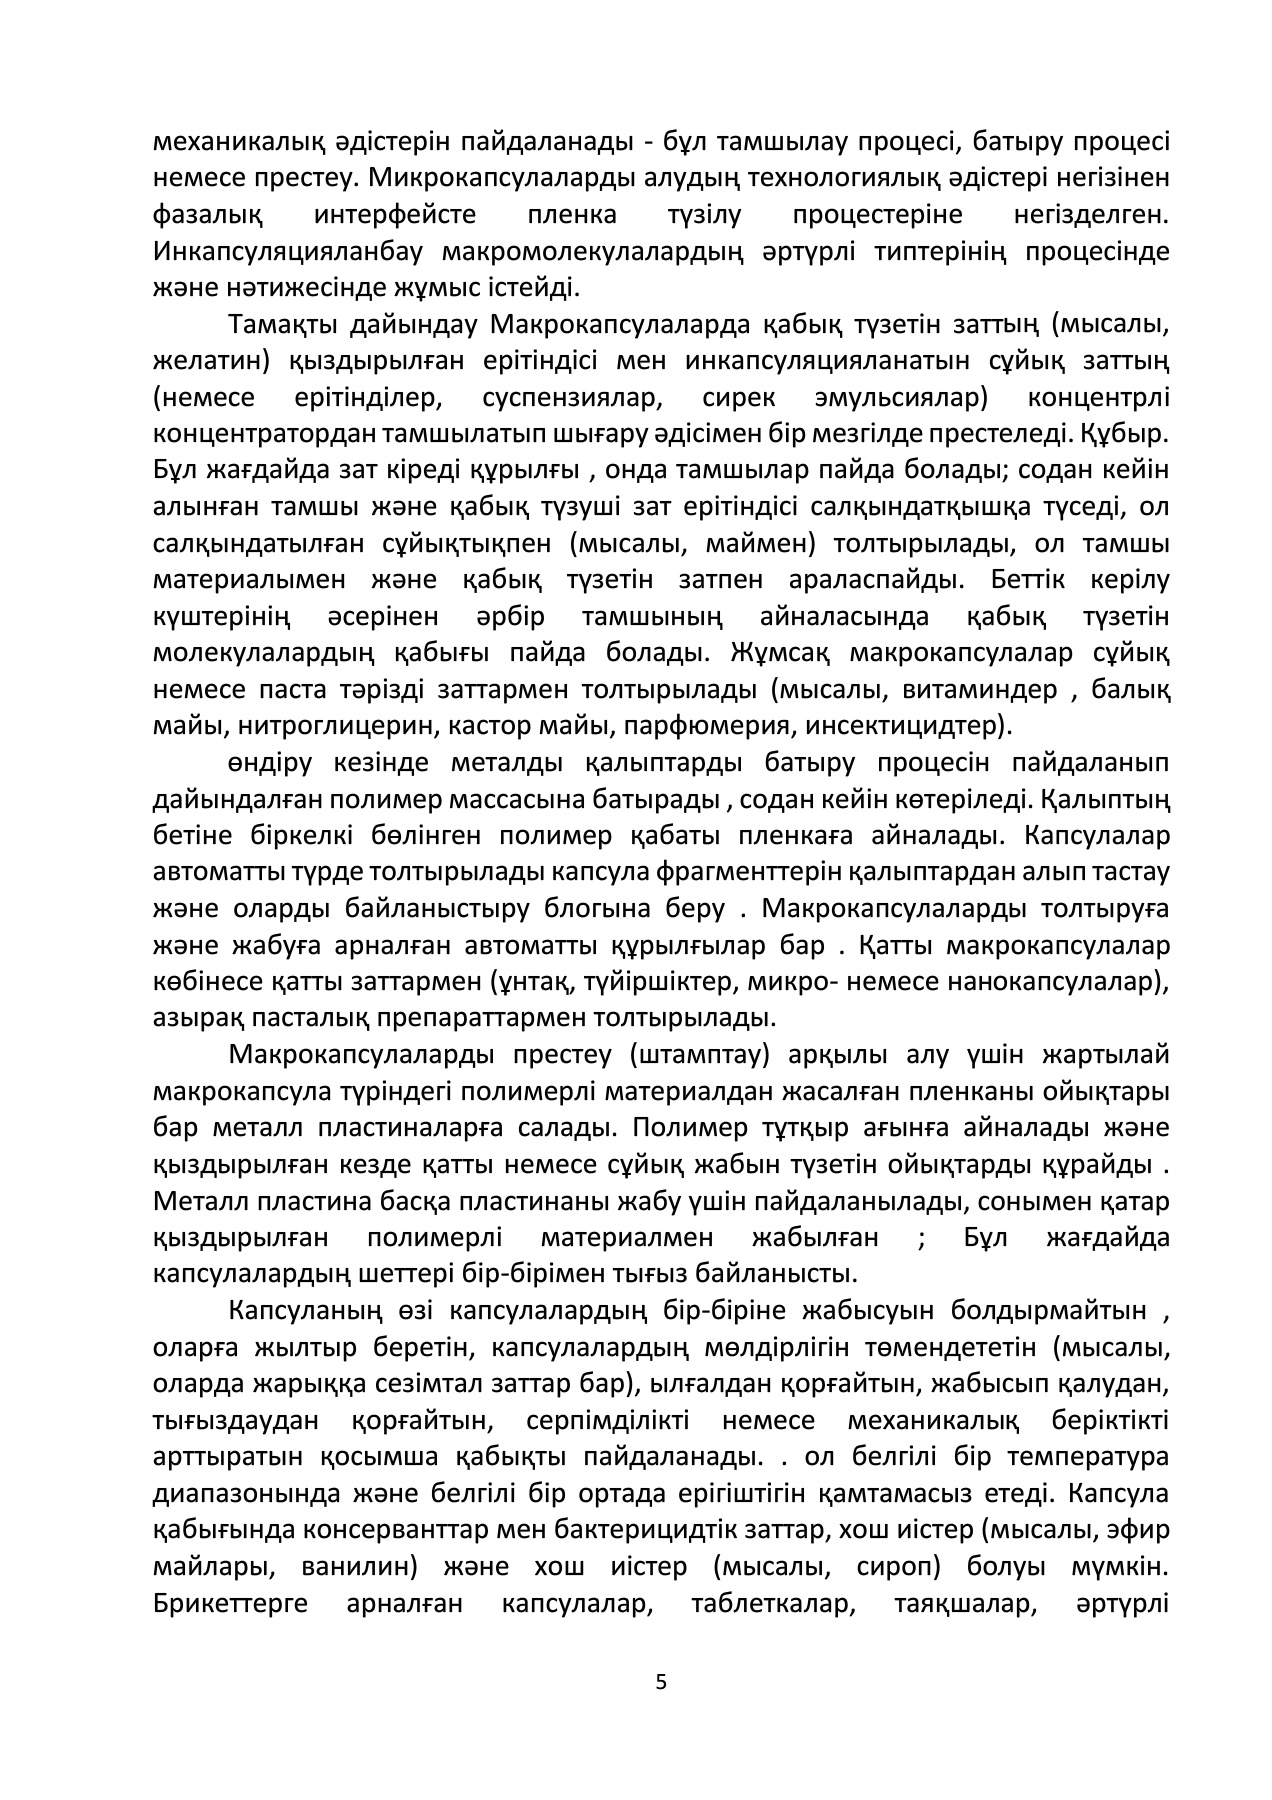 механикалық әдістерін пайдаланады - бұл тамшылау процесі, батыру процесі
немесе престеу. Микрокапсулаларды алудың технологиялық әдістері негізінен
фазалық интерфейсте пленка түзілу процестеріне негізделген.
Инкапсуляцияланбау макромолекулалардың әртүрлі типтерінің процесінде
және нәтижесінде жұмыс істейді.
Тамақты дайындау Макрокапсулаларда қабық түзетін заттың (мысалы,
желатин) қыздырылған ерітіндісі мен инкапсуляцияланатын сұйық заттың
(немесе ерітінділер, суспензиялар, сирек эмульсиялар) концентрлі
концентратордан тамшылатып шығару әдісімен бір мезгілде престеледі. Құбыр.
Бұл жағдайда зат кіреді құрылғы , онда тамшылар пайда болады; содан кейін
алынған тамшы және қабық түзуші зат ерітіндісі салқындатқышқа түседі, ол
салқындатылған сұйықтықпен (мысалы, маймен) толтырылады, ол тамшы
материалымен және қабық түзетін затпен араласпайды. Беттік керілу
күштерінің әсерінен әрбір тамшының айналасында қабық түзетін
молекулалардың қабығы пайда болады. Жұмсақ макрокапсулалар сұйық
немесе паста тәрізді заттармен толтырылады (мысалы, витаминдер , балық
майы, нитроглицерин, кастор майы, парфюмерия, инсектицидтер).
өндіру кезінде металды қалыптарды батыру процесін пайдаланып
дайындалған полимер массасына батырады , содан кейін көтеріледі. Қалыптың
бетіне біркелкі бөлінген полимер қабаты пленкаға айналады. Капсулалар
автоматты түрде толтырылады капсула фрагменттерін қалыптардан алып тастау
және оларды байланыстыру блогына беру . Макрокапсулаларды толтыруға
және жабуға арналған автоматты құрылғылар бар . Қатты макрокапсулалар
көбінесе қатты заттармен (ұнтақ, түйіршіктер, микро- немесе нанокапсулалар),
азырақ пасталық препараттармен толтырылады.
Макрокапсулаларды престеу (штамптау) арқылы алу үшін жартылай
макрокапсула түріндегі полимерлі материалдан жасалған пленканы ойықтары
бар металл пластиналарға салады. Полимер тұтқыр ағынға айналады және
қыздырылған кезде қатты немесе сұйық жабын түзетін ойықтарды құрайды .
Металл пластина басқа пластинаны жабу үшін пайдаланылады, сонымен қатар
қыздырылған полимерлі материалмен жабылған ; Бұл жағдайда
капсулалардың шеттері бір-бірімен тығыз байланысты.
Капсуланың өзі капсулалардың бір-біріне жабысуын болдырмайтын ,
оларға жылтыр беретін, капсулалардың мөлдірлігін төмендететін (мысалы,
оларда жарыққа сезімтал заттар бар), ылғалдан қорғайтын, жабысып қалудан,
тығыздаудан қорғайтын, серпімділікті немесе механикалық беріктікті
арттыратын қосымша қабықты пайдаланады. . ол белгілі бір температура
диапазонында және белгілі бір ортада ерігіштігін қамтамасыз етеді. Капсула
қабығында консерванттар мен бактерицидтік заттар, хош иістер (мысалы, эфир
майлары, ванилин) және хош иістер (мысалы, сироп) болуы мүмкін.
Брикеттерге арналған капсулалар, таблеткалар, таяқшалар, әртүрлі
5